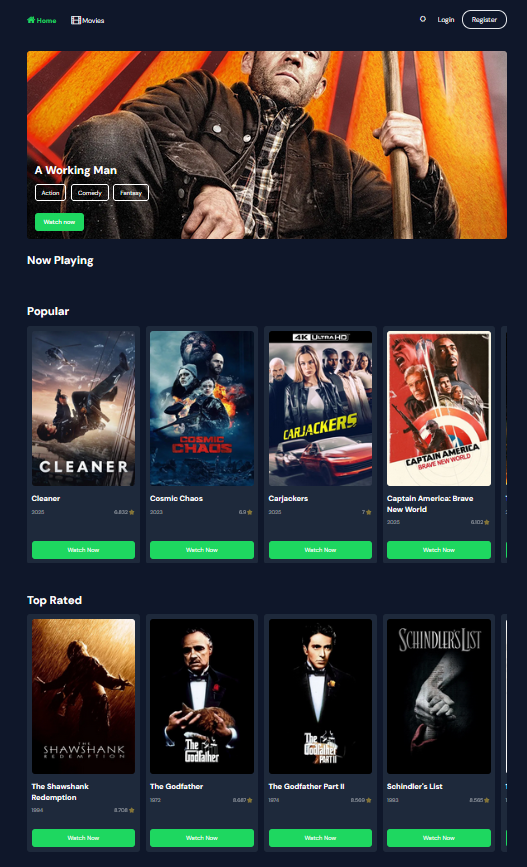 Home
Movies
Login
Register
A Working Man
Action
Comedy
Fantasy
Watch now
Now Playing
Popular
CLEANER
COSMIC
CHAOS
4K ULTRA HD
CARJACKERS
CAPTAIN AMERICA
BRAVE NEW WORLD
Cleaner
Cosmic Chaos
Carjackers
Captain America: Brave
New World
2025
6.832
2023
6.9
2025
7
2025
6.102
Watch Now
Watch Now
Watch Now
Watch Now
Top Rated
THE
SHAWSHANK
REDEMPTION
The
Godfather
The
Godfather
PART II
SCHINDLER'S LIST
The Shawshank
Redemption
The Godfather
The Godfather Part II
Schindler's List
1994
8.708
1972
8.687
1974
8.569
1993
8.565
Watch Now
Watch Now
Watch Now
Watch Now